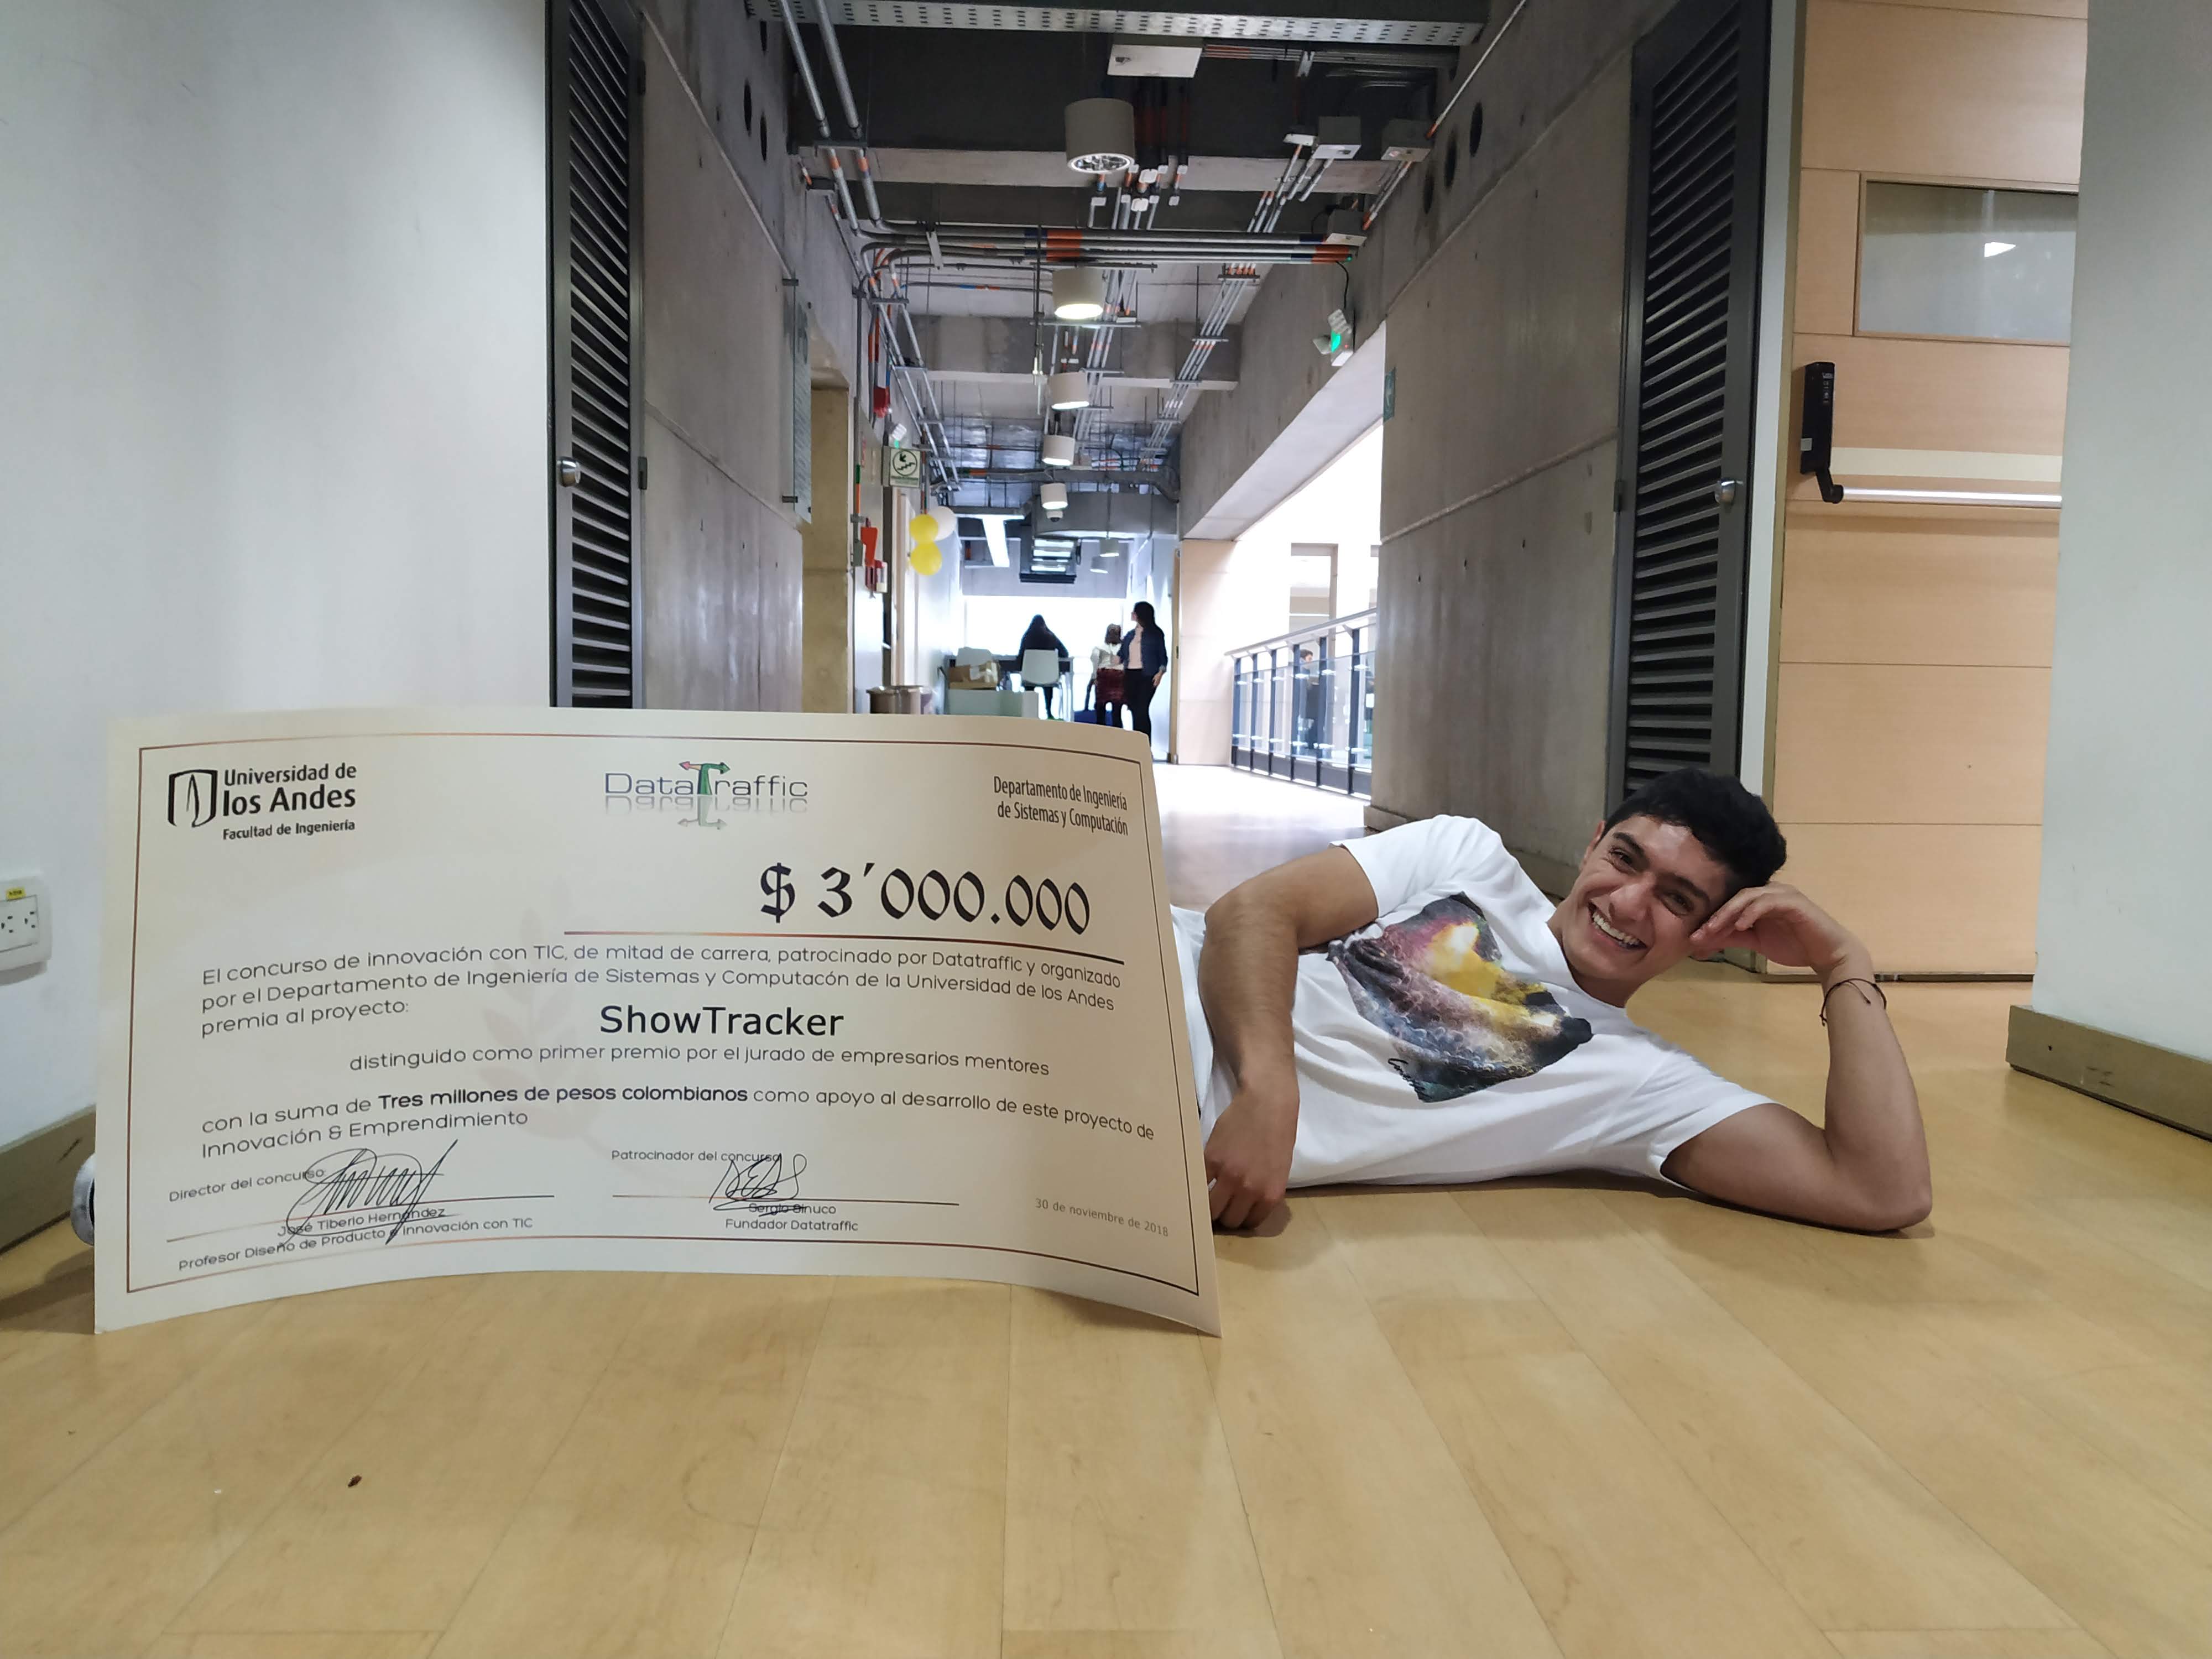 Universidad de
los Andes
Facultad de Ingeniería
DataTraffic
Departamento de Ingeniería
de Sistemas y Computación
$ 3´000.000
El concurso de innovación con TIC, de mitad de carrera, patrocinado por Datatraffic y organizado
por el Departamento de Ingeniería de Sistemas y Computacón de la Universidad de los Andes
premia al proyecto:
ShowTracker
distinguido como primer premio por el jurado de empresarios mentores
con la suma de Tres millones de pesos colombianos como apoyo al desarrollo de este proyecto de
Innovación & Emprendimiento
Director del concurso:
José Tiberio Hernández
Profesor Diseño de Producto e Innovación con TIC
Patrocinador del concurso
Sergio Sinuco
Fundador Datatraffic
30 de noviembre de 2018